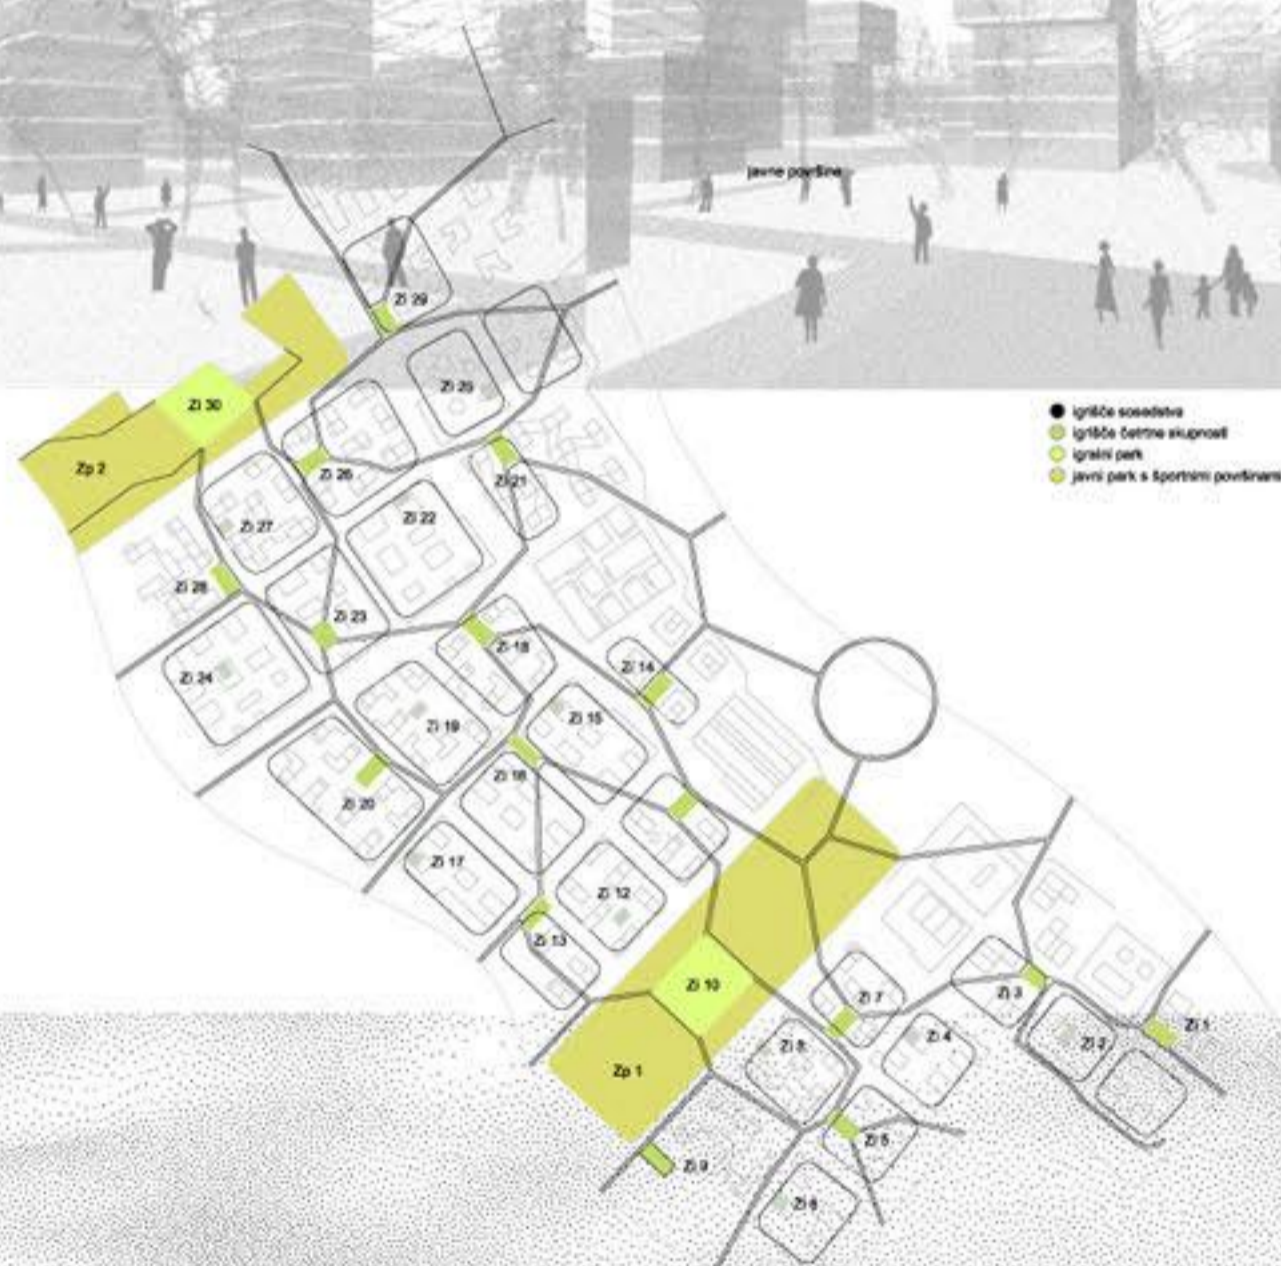 javne površine
igrišče sosedstva
igrišče četrtne skupnosti
igralni park
javni park s športnimi površinami
Zi 29
Zi 25
Zi 30
Zp 2
Zi 26
Zi 21
Zi 22
Zi 27
Zi 28
Zi 23
Zi 18
Zi 14
Zi 24
Zi 19
Zi 15
Zi 16
Zi 20
Zi 17
Zi 12
Zi 13
Zi 10
Zi 7
Zi 3
Zi 1
Zi 4
Zi 2
Zi 8
Zp 1
Zi 5
Zi 9
Zi 6